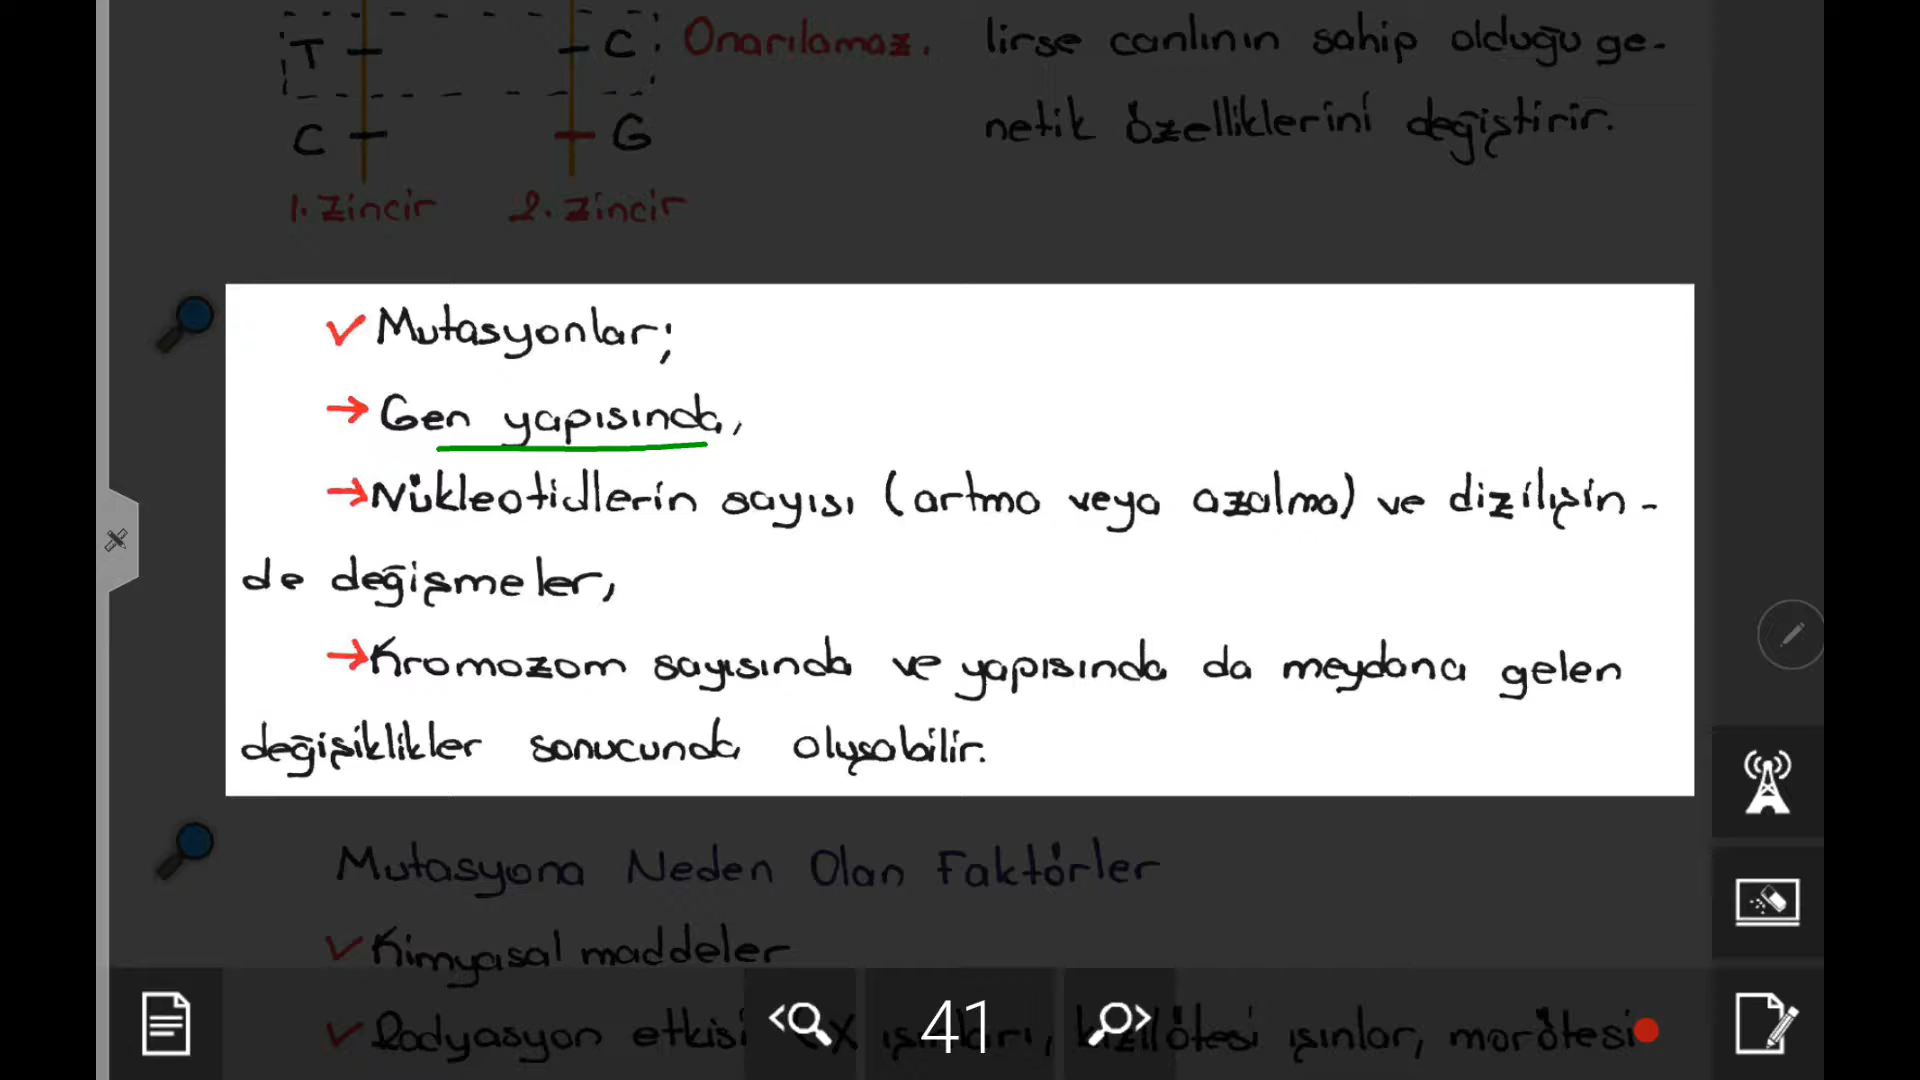 T C Onarılamaz. lirse canlının sahip olduğu ge-
C G netik özelliklerini değiştirir.
1. Zincir 2. Zincir
✓ Mutasyonlar;
→ Gen yapısında,
→ Nükleotidlerin sayısı (artma veya azalma) ve dizilişin-
de değişmeler,
→ Kromozom sayısında ve yapısında da meydana gelen
değişiklikler sonucunda oluşabilir.
Mutasyona Neden Olan Faktörler
✓ Kimyasal maddeler
✓ Radyasyon etkisi X ışınları, kızılötesi ışınlar, morötesi
41